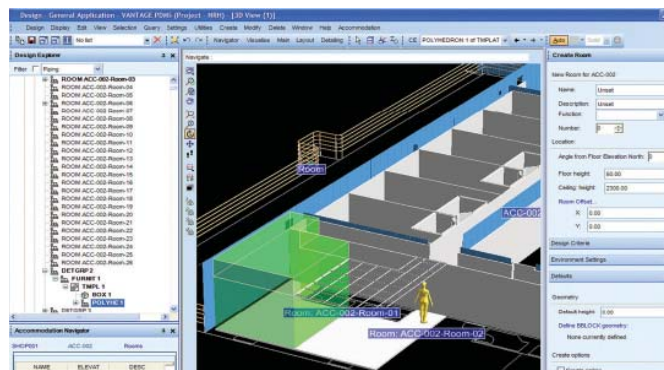 Design - General Application - VANTAGE PDMS (Project - HRH) - [3D View (1)]
Design Display Edit View Selection Query Settings Utilities Create Modify Delete Window Help Accommodation
No list
Navigator Visualise Main Layout Detailing
CE POLYHEDRON 1 of TMPLAT
Auto
Design Explorer
Filter Piping
ROOM ACC-002-Room-03
ROOM ACC-002-Room-04
ROOM ACC-002-Room-05
ROOM ACC-002-Room-06
ROOM ACC-002-Room-07
ROOM ACC-002-Room-08
ROOM ACC-002-Room-09
ROOM ACC-002-Room-10
ROOM ACC-002-Room-11
ROOM ACC-002-Room-12
ROOM ACC-002-Room-13
ROOM ACC-002-Room-14
ROOM ACC-002-Room-15
ROOM ACC-002-Room-16
ROOM ACC-002-Room-17
ROOM ACC-002-Room-18
ROOM ACC-002-Room-19
ROOM ACC-002-Room-20
ROOM ACC-002-Room-21
ROOM ACC-002-Room-22
ROOM ACC-002-Room-23
ROOM ACC-002-Room-24
ROOM ACC-002-Room-25
ROOM ACC-002-Room-26
DETGRP 2
FURNIT 1
TMPL 1
BOX 1
POLYHE 1
Accommodation Navigator
ACC-002 Rooms
NAME ELEVAT DESC
Navigate :
Room
ACC-002
Room: ACC-002-Room-01
Room: ACC-002-Room-02
Create Room
New Room for ACC-002
Name: Unset
Description: Unset
Function:
Number: 0
Location:
Angle from Floor Elevation North: 0
Floor height: 60.00
Ceiling height: 2300.00
Room Offset...
X: 0.00
Y: 0.00
Design Criteria
Environment Settings
Defaults
Geometry
Default height 0.00
Define BBLOCK geometry:
None currently defined
Create options